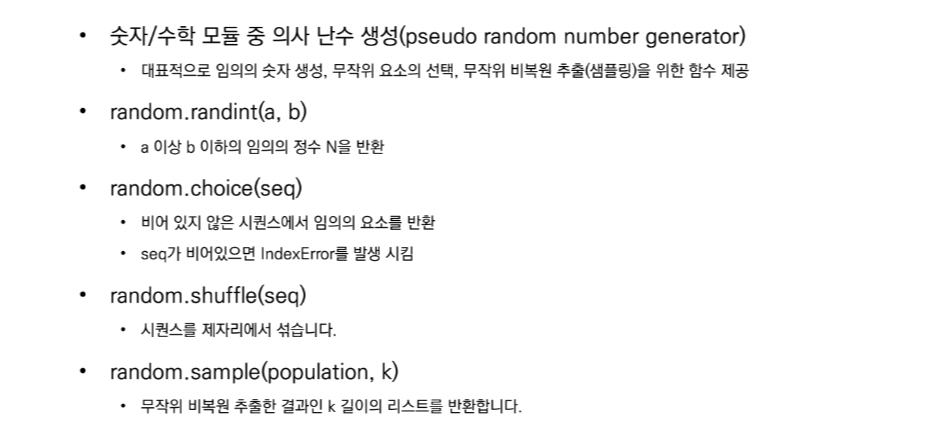 • 숫자/수학 모듈 중 의사 난수 생성(pseudo random number generator)
• 대표적으로 임의의 숫자 생성, 무작위 요소의 선택, 무작위 비복원 추출(샘플링)을 위한 함수 제공
• random.randint(a, b)
• a 이상 b 이하의 임의의 정수 N을 반환
• random.choice(seq)
• 비어 있지 않은 시퀀스에서 임의의 요소를 반환
• seq가 비어있으면 IndexError를 발생 시킴
• random.shuffle(seq)
• 시퀀스를 제자리에서 섞습니다.
• random.sample(population, k)
• 무작위 비복원 추출한 결과인 k 길이의 리스트를 반환합니다.